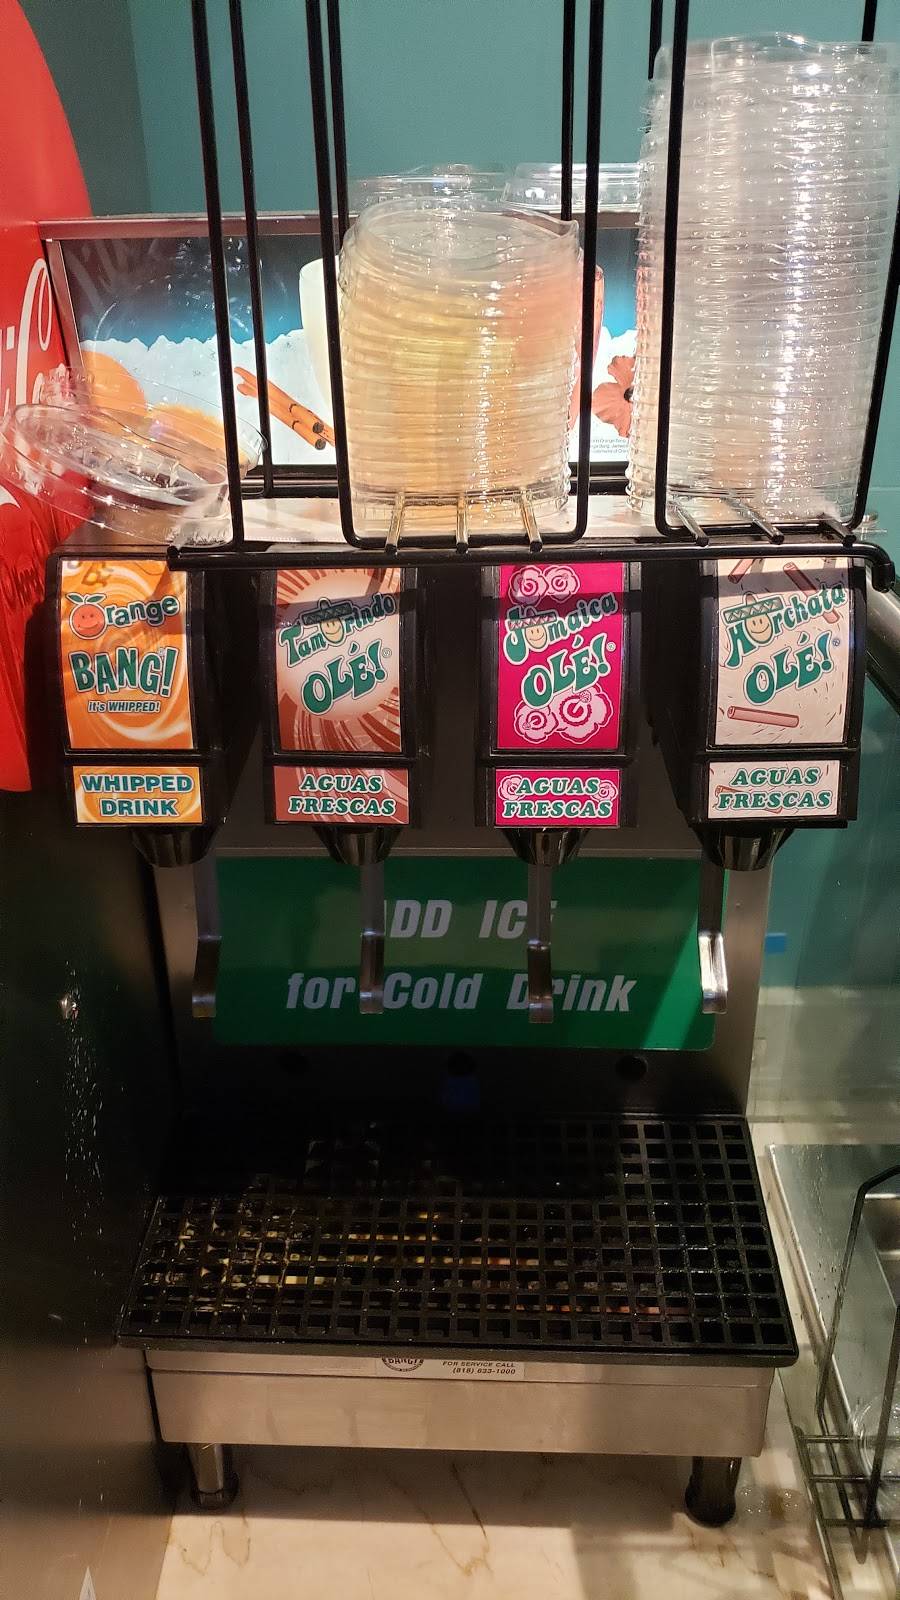 Orange
BANG!
it's WHIPPED!
WHIPPED
DRINK
Tamarindo
OLÉ!
AGUAS
FRESCAS
Jamaica
OLÉ!
AGUAS
FRESCAS
Horchata
OLÉ!
AGUAS
FRESCAS
ADD ICE
for Cold Drink
BANG!
FOR SERVICE CALL
(818) 833-1000